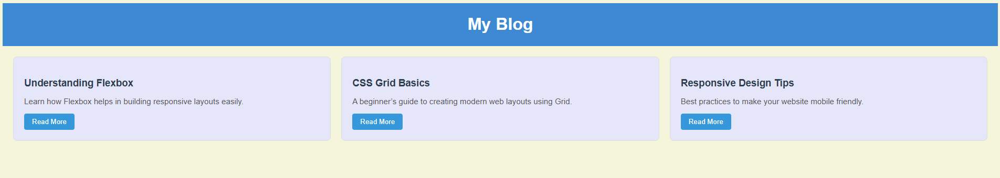 My Blog
Understanding Flexbox
Learn how Flexbox helps in building responsive layouts easily.
Read More
CSS Grid Basics
A beginner’s guide to creating modern web layouts using Grid.
Read More
Responsive Design Tips
Best practices to make your website mobile friendly.
Read More